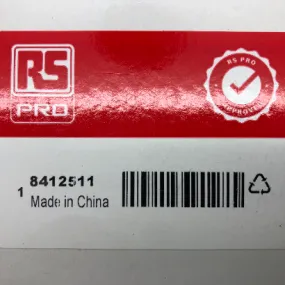 RS
PRO
RS PRO
APPROVED
1 8412511
Made in China